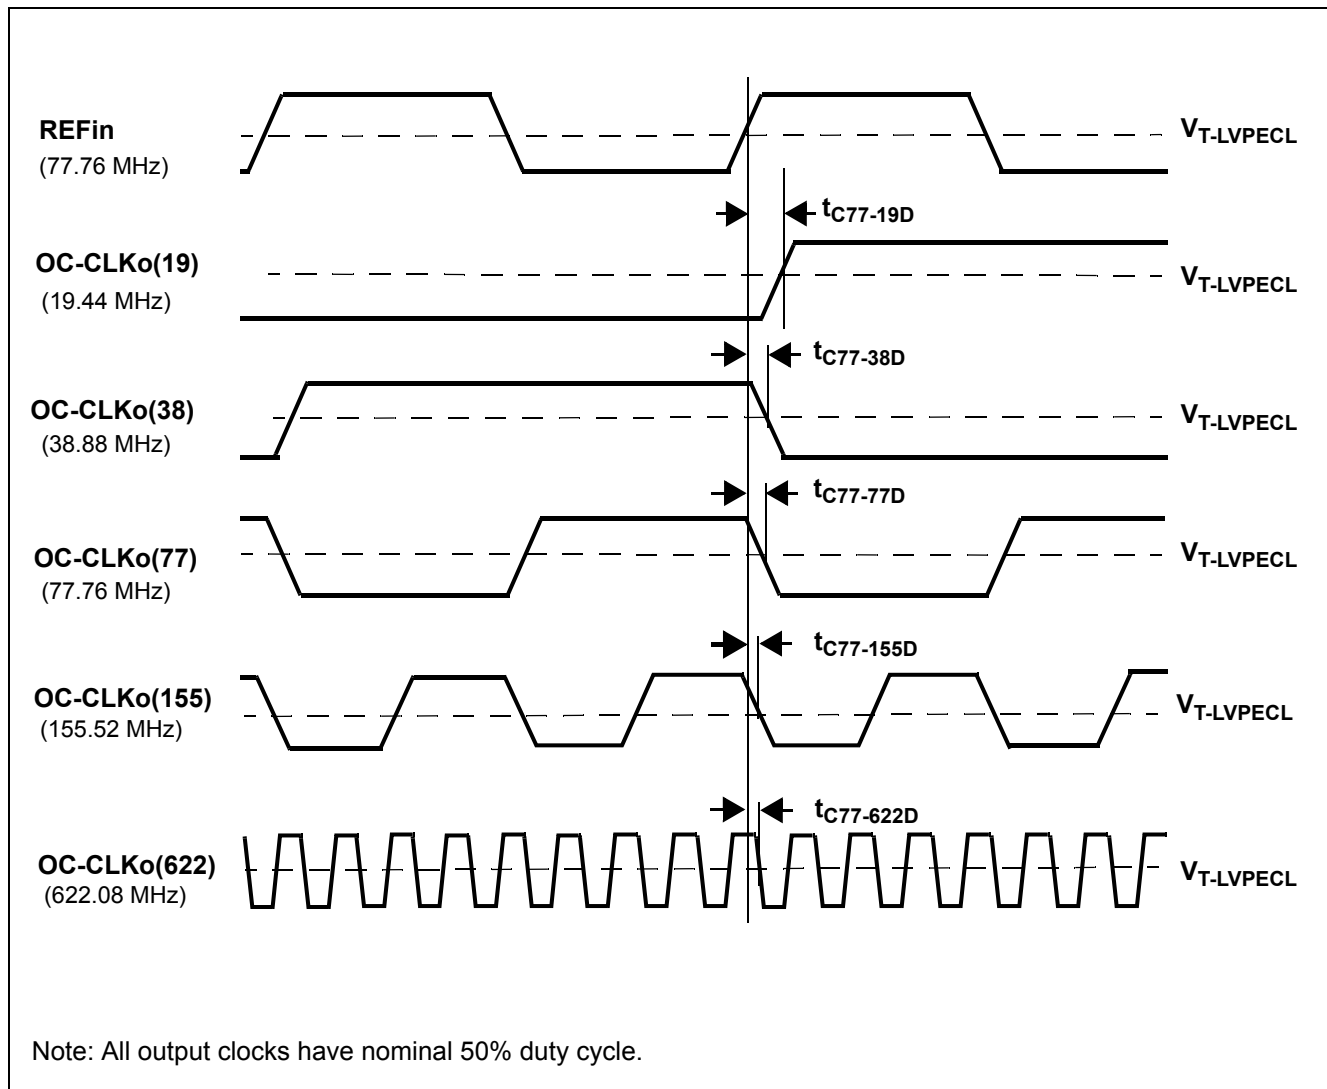 REFin
(77.76 MHz)
VT-LVPECL
tC77-19D
OC-CLKo(19)
(19.44 MHz)
VT-LVPECL
tC77-38D
OC-CLKo(38)
(38.88 MHz)
VT-LVPECL
tC77-77D
OC-CLKo(77)
(77.76 MHz)
VT-LVPECL
tC77-155D
OC-CLKo(155)
(155.52 MHz)
VT-LVPECL
tC77-622D
OC-CLKo(622)
(622.08 MHz)
VT-LVPECL
Note: All output clocks have nominal 50% duty cycle.